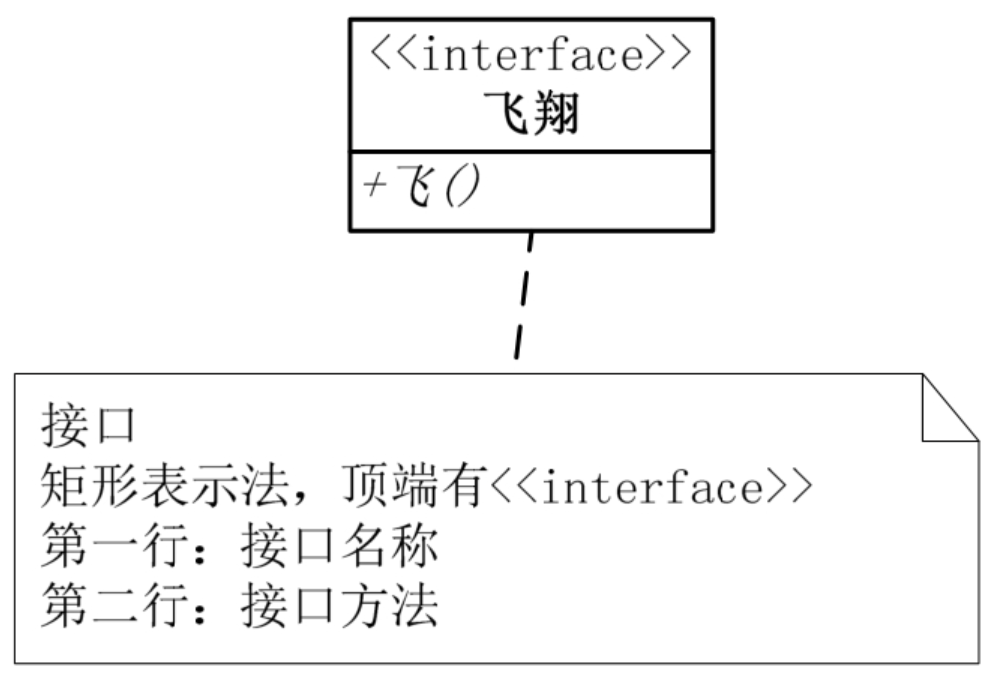 <<interface>>
飞翔
+飞()
接口
矩形表示法，顶端有<<interface>>
第一行：接口名称
第二行：接口方法